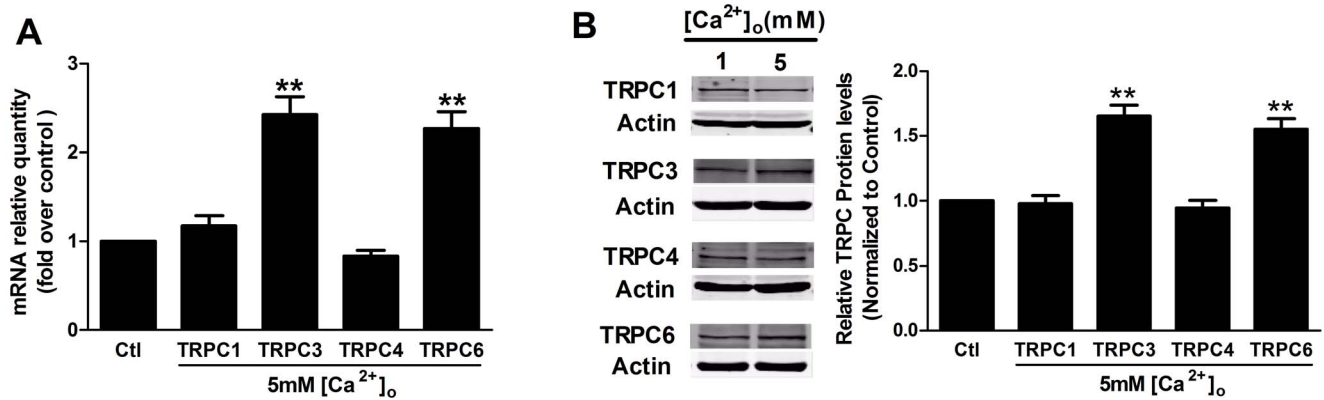 A
mRNA relative quantity
(fold over control )
3
2
1
0
**
**
Ctl
TRPC1
TRPC3
TRPC4
TRPC6
5mM [Ca²⁺]ₒ
B
[Ca²⁺]ₒ(mM)
1 5
TRPC1
Actin
TRPC3
Actin
TRPC4
Actin
TRPC6
Actin
Relative TRPC Protien levels
(Normalized to Control)
2.0
1.5
1.0
0.5
0.0
**
**
Ctl
TRPC1
TRPC3
TRPC4
TRPC6
5mM [Ca²⁺]ₒ